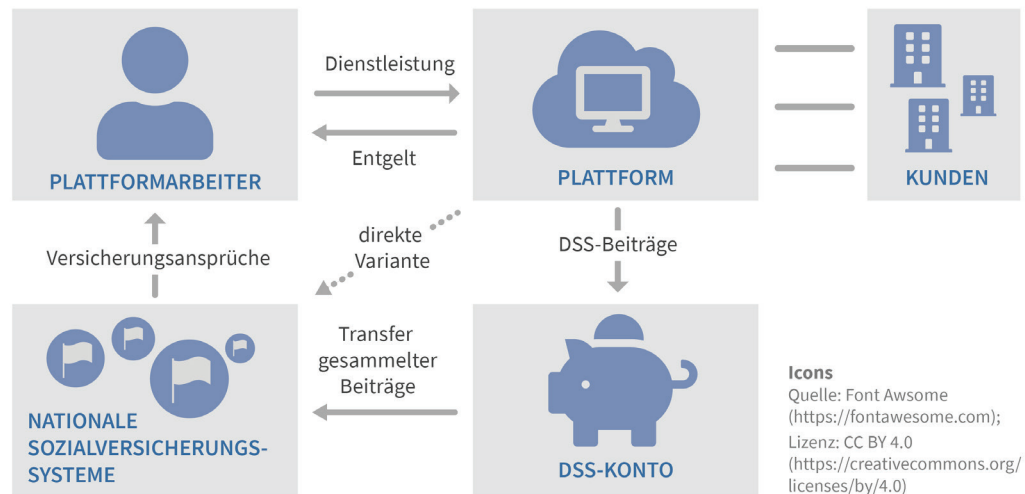 Dienstleistung
Entgelt
PLATTFORMARBEITER
PLATTFORM
KUNDEN
Versicherungsansprüche
direkte
Variante
DSS-Beiträge
Transfer
gesammelter
Beiträge
NATIONALE
SOZIALVERSICHERUNGS-
SYSTEME
DSS-KONTO
Icons
Quelle: Font Awsome
(https://fontawesome.com);
Lizenz: CC BY 4.0
(https://creativecommons.org/
licenses/by/4.0)